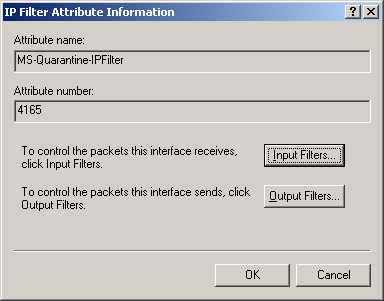 IP Filter Attribute Information
Attribute name:
MS-Quarantine-IPFilter
Attribute number:
4165
To control the packets this interface receives,
click Input Filters.
Input Filters...
To control the packets this interface sends, click
Output Filters.
Output Filters...
OK
Cancel